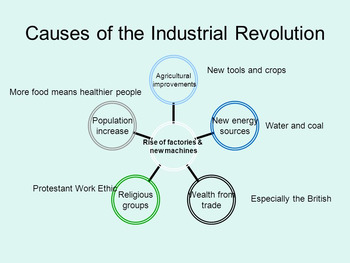 Causes of the Industrial Revolution
Agricultural
improvements
New tools and crops
More food means healthier people
Population
increase
New energy
sources
Water and coal
Rise of factories &
new machines
Protestant Work Ethic
Religious
groups
Wealth from
trade
Especially the British